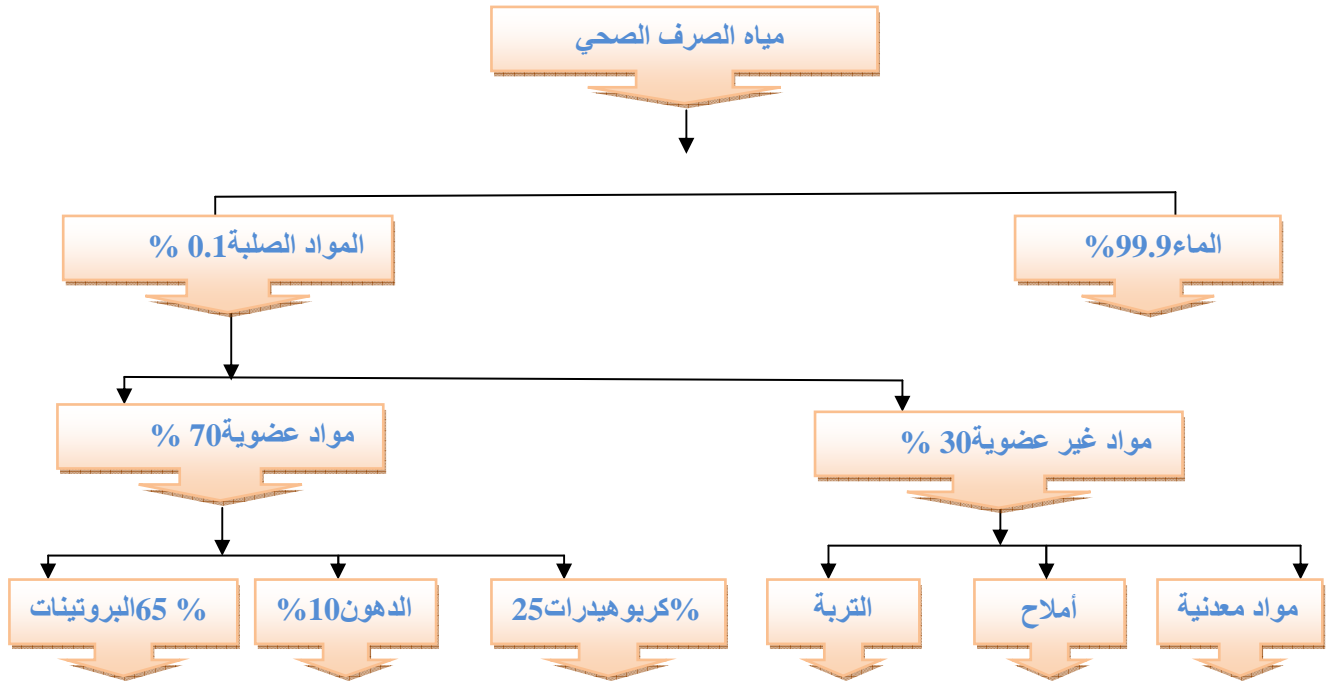 مياه الصرف الصحي
الماء99.9%
المواد الصلبة0.1 %
مواد غير عضوية30 %
مواد عضوية70 %
مواد معدنية
أملاح
التربة
%كربوهيدرات25
الدهون10%
% 65البروتينات